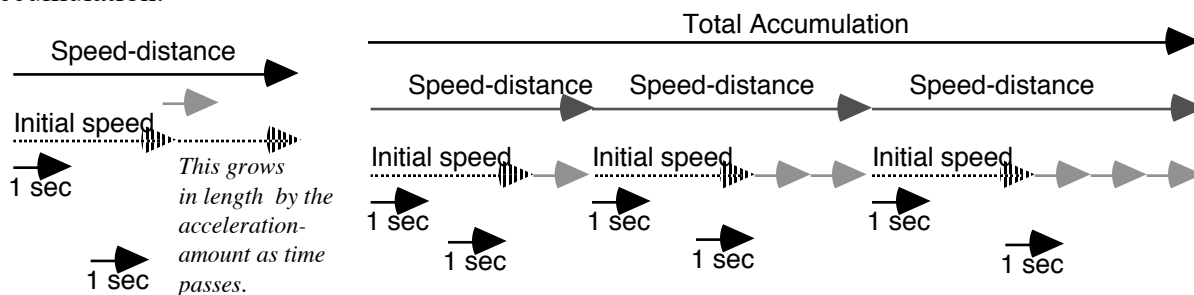 Total Accumulation
Speed-distance
Speed-distance Speed-distance Speed-distance
Initial speed
1 sec
This grows
in length by the
acceleration-
amount as time
passes.
1 sec
Initial speed Initial speed Initial speed
1 sec 1 sec 1 sec
1 sec 1 sec 1 sec